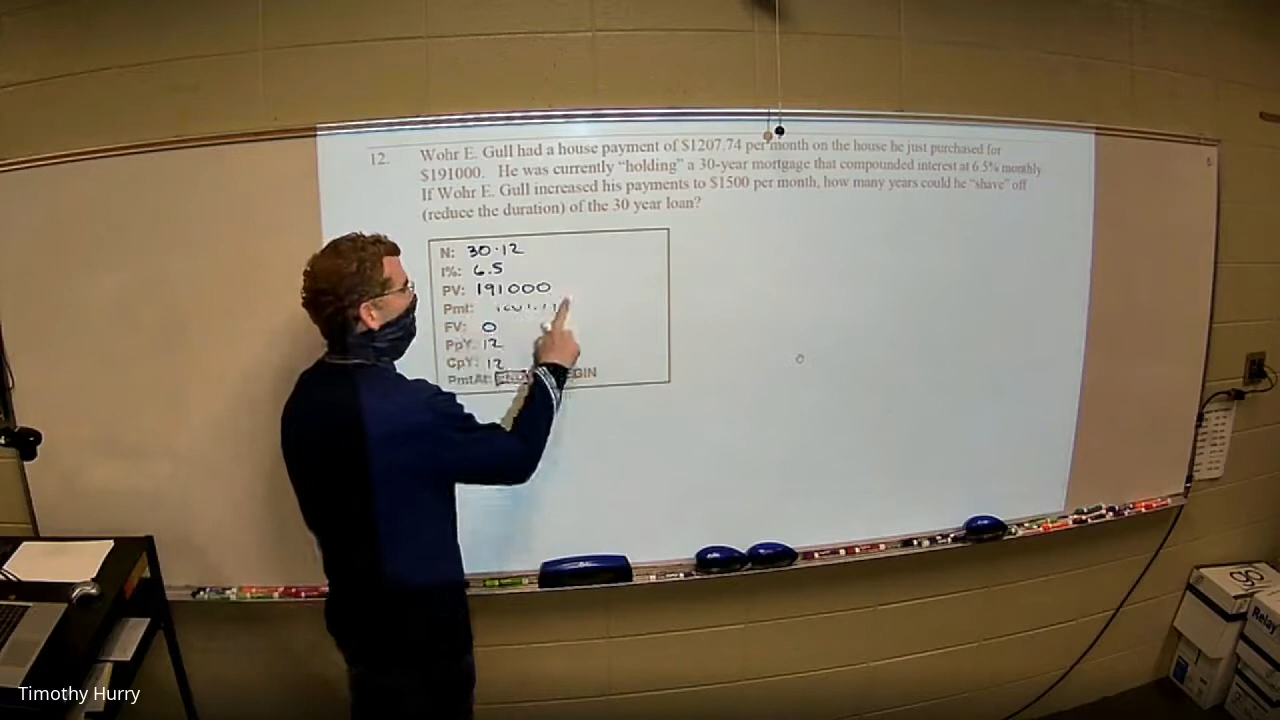 12. Wohr E. Gull had a house payment of $1207.74 per month on the house he just purchased for
$191000. He was currently “holding” a 30-year mortgage that compounded interest at 6.5% monthly
If Wohr E. Gull increased his payments to $1500 per month, how many years could he “shave” off
(reduce the duration) of the 30 year loan?
N: 30·12
I%: 6.5
PV: 191000
Pmt:
FV: 0
PpY: 12
CpY: 12
PmtAt: END
Relay
Timothy Hurry